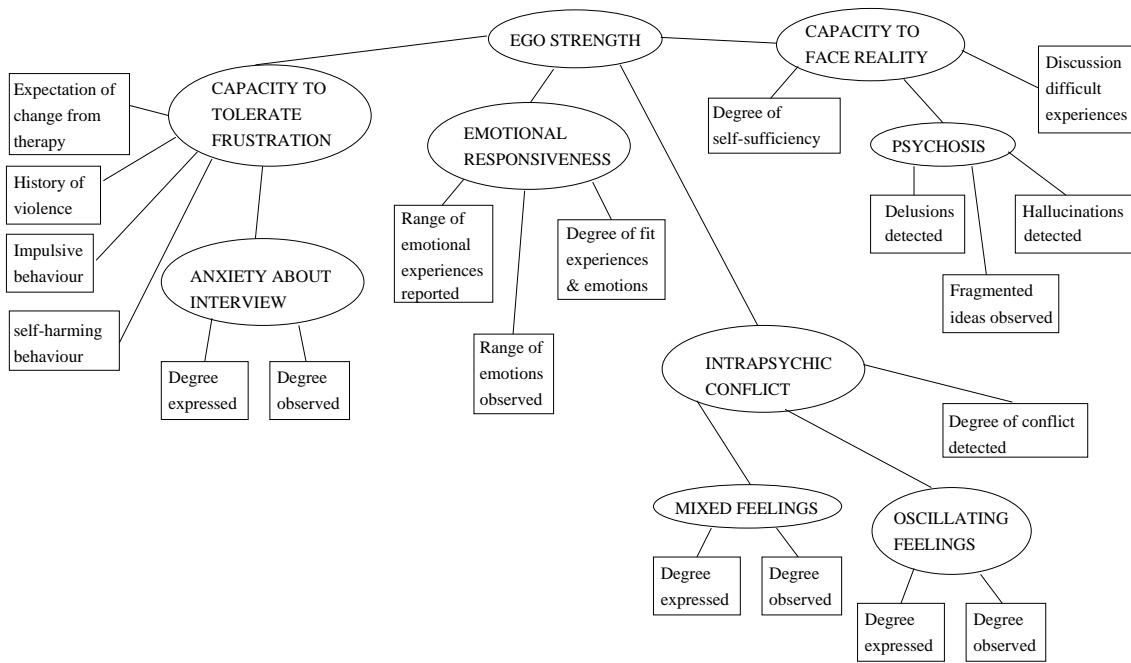 EGO STRENGTH
CAPACITY TO
FACE REALITY
Discussion
difficult
experiences
Expectation of
change from
therapy
CAPACITY TO
TOLERATE
FRUSTRATION
EMOTIONAL
RESPONSIVENESS
Degree of
self-sufficiency
PSYCHOSIS
History of
violence
Impulsive
behaviour
self-harming
behaviour
ANXIETY ABOUT
INTERVIEW
Degree
expressed
Degree
observed
Range of
emotional
experiences
reported
Range of
emotions
observed
Degree of fit
experiences
& emotions
Delusions
detected
Fragmented
ideas observed
Hallucinations
detected
INTRAPSYCHIC
CONFLICT
Degree of conflict
detected
MIXED FEELINGS
Degree
expressed
Degree
observed
OSCILLATING
FEELINGS
Degree
expressed
Degree
observed